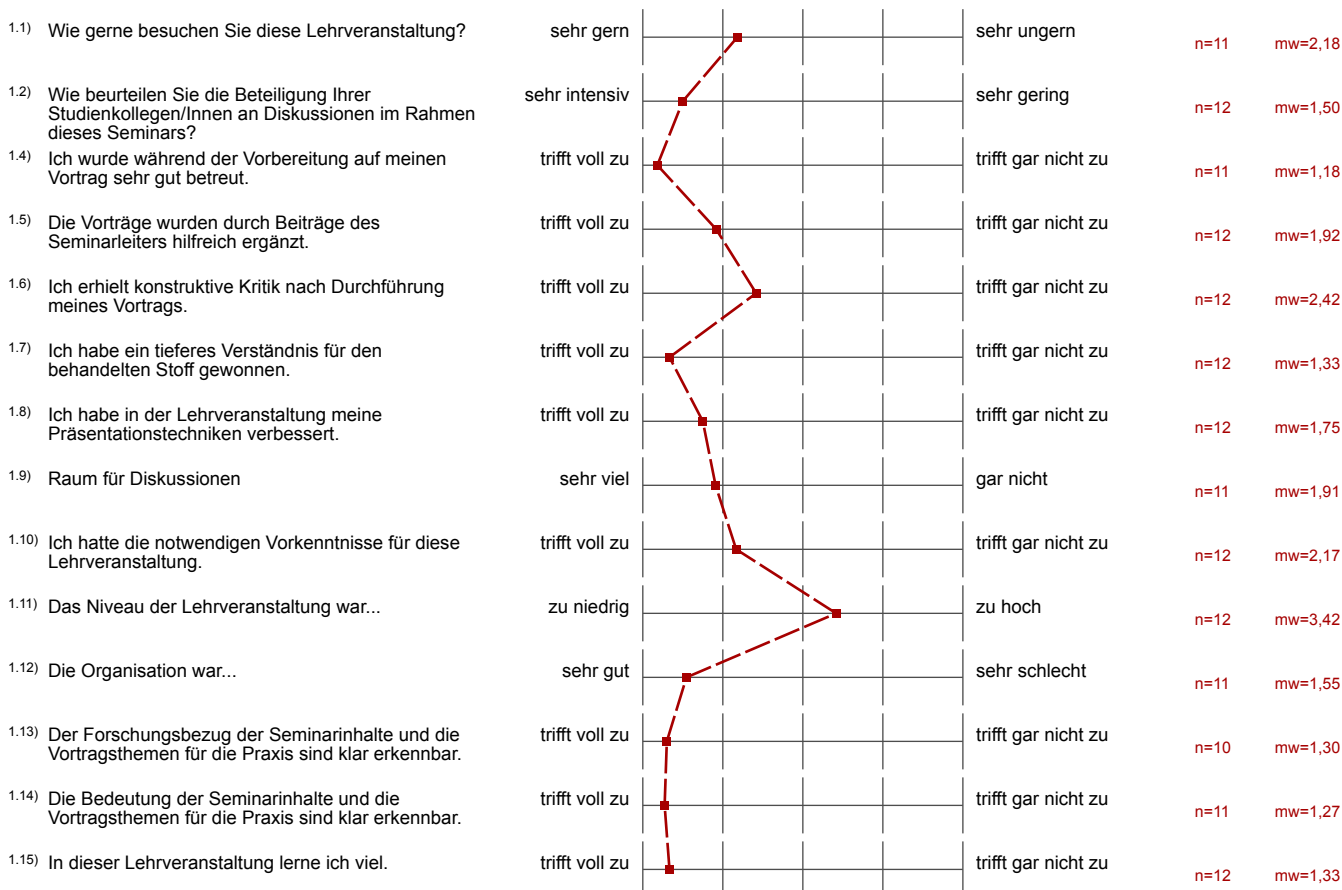 1.1) Wie gerne besuchen Sie diese Lehrveranstaltung? sehr gern sehr ungern n=11 mw=2,18
1.2) Wie beurteilen Sie die Beteiligung Ihrer sehr intensiv sehr gering n=12 mw=1,50
Studienkollegen/Innen an Diskussionen im Rahmen
dieses Seminars?
1.4) Ich wurde während der Vorbereitung auf meinen trifft voll zu trifft gar nicht zu n=11 mw=1,18
Vortrag sehr gut betreut.
1.5) Die Vorträge wurden durch Beiträge des trifft voll zu trifft gar nicht zu n=12 mw=1,92
Seminarleiters hilfreich ergänzt.
1.6) Ich erhielt konstruktive Kritik nach Durchführung trifft voll zu trifft gar nicht zu n=12 mw=2,42
meines Vortrags.
1.7) Ich habe ein tieferes Verständnis für den trifft voll zu trifft gar nicht zu n=12 mw=1,33
behandelten Stoff gewonnen.
1.8) Ich habe in der Lehrveranstaltung meine trifft voll zu trifft gar nicht zu n=12 mw=1,75
Präsentationstechniken verbessert.
1.9) Raum für Diskussionen sehr viel gar nicht n=11 mw=1,91
1.10) Ich hatte die notwendigen Vorkenntnisse für diese trifft voll zu trifft gar nicht zu n=12 mw=2,17
Lehrveranstaltung.
1.11) Das Niveau der Lehrveranstaltung war... zu niedrig zu hoch n=12 mw=3,42
1.12) Die Organisation war... sehr gut sehr schlecht n=11 mw=1,55
1.13) Der Forschungsbezug der Seminarinhalte und die trifft voll zu trifft gar nicht zu n=10 mw=1,30
Vortragsthemen für die Praxis sind klar erkennbar.
1.14) Die Bedeutung der Seminarinhalte und die trifft voll zu trifft gar nicht zu n=11 mw=1,27
Vortragsthemen für die Praxis sind klar erkennbar.
1.15) In dieser Lehrveranstaltung lerne ich viel. trifft voll zu trifft gar nicht zu n=12 mw=1,33